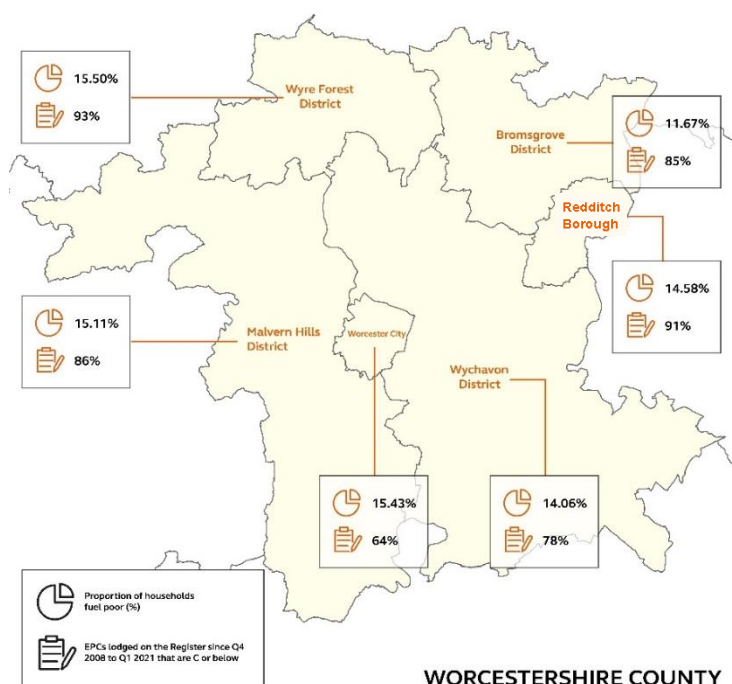 15.50%
93%
Wyre Forest
District
Bromsgrove
District
11.67%
85%
Redditch
Borough
14.58%
91%
15.11%
86%
Malvern Hills
District
Worcester City
Wychavon
District
15.43%
64%
14.06%
78%
Proportion of households
fuel poor (%)
EPCs lodged on the Register since Q4
2008 to Q1 2021 that are C or below
WORCESTERSHIRE COUNTY